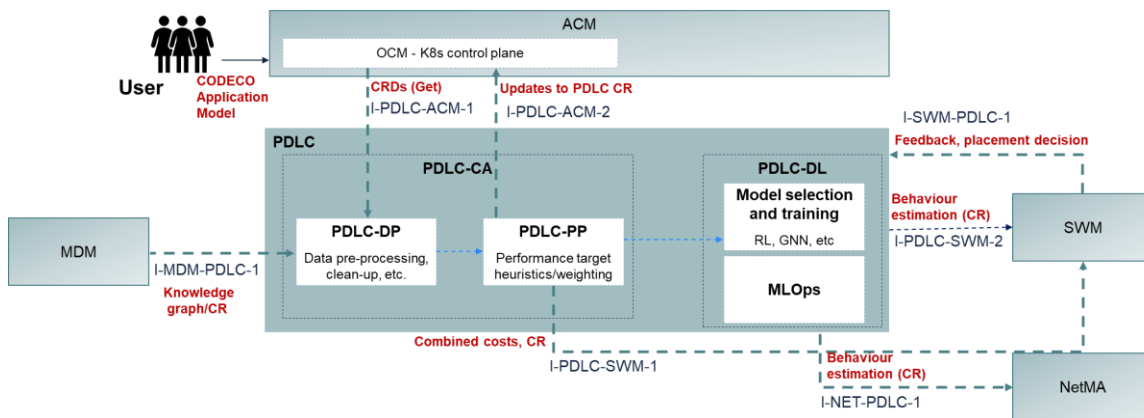 ACM
OCM - K8s control plane
User
CODECO
Application
Model
CRDs (Get)
I-PDLC-ACM-1
Updates to PDLC CR
I-PDLC-ACM-2
I-SWM-PDLC-1
Feedback, placement decision
PDLC
PDLC-CA
PDLC-DL
Model selection
and training
RL, GNN, etc
MLOps
PDLC-DP
Data pre-processing,
clean-up, etc.
PDLC-PP
Performance target
heuristics/weighting
Behaviour
estimation (CR)
I-PDLC-SWM-2
SWM
MDM
I-MDM-PDLC-1
Knowledge
graph/CR
Combined costs, CR
I-PDLC-SWM-1
Behaviour
estimation (CR)
I-NET-PDLC-1
NetMA